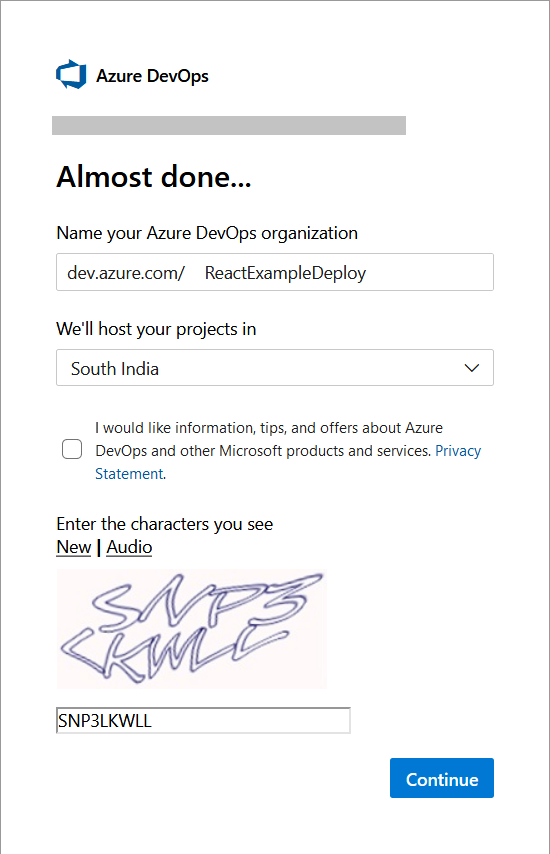 Azure DevOps
Almost done...
Name your Azure DevOps organization
dev.azure.com/ ReactExampleDeploy
We'll host your projects in
South India
I would like information, tips, and offers about Azure
DevOps and other Microsoft products and services. Privacy
Statement.
Enter the characters you see
New | Audio
SNP3
SNP3LKWLL
Continue